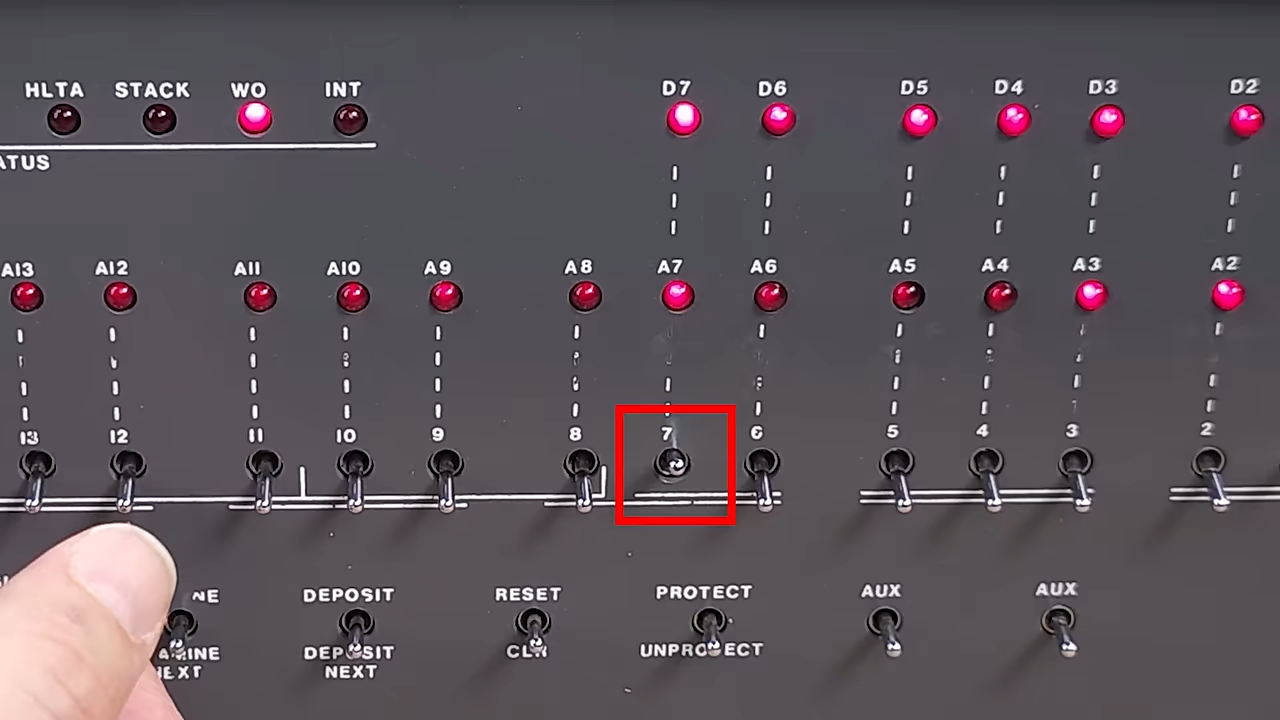 HLTA STACK WO INT D7 D6 D5 D4 D3 D2
ATUS
A13 A12 A11 A10 A9 A8 A7 A6 A5 A4 A3 A2
13 12 11 10 9 8 7 6 5 4 3 2
NE DEPOSIT RESET PROTECT AUX AUX
AMINE DEPOSIT CLR UNPROTECT
NEXT NEXT